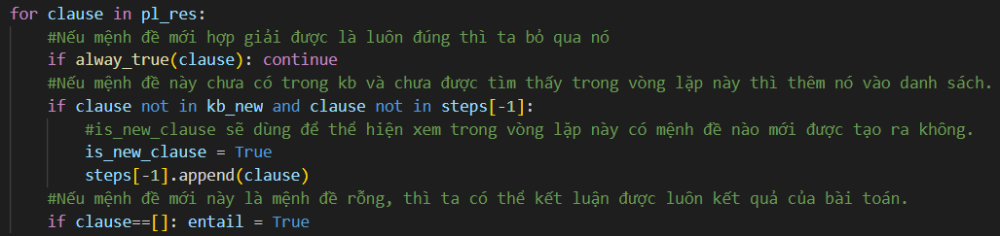 for clause in pl_res:
    #Nếu mệnh đề mới hợp giải được là luôn đúng thì ta bỏ qua nó
    if alway_true(clause): continue
    #Nếu mệnh đề này chưa có trong kb và chưa được tìm thấy trong vòng lặp này thì thêm nó vào danh sách.
    if clause not in kb_new and clause not in steps[-1]:
        #is_new_clause sẽ dùng để thể hiện xem trong vòng lặp này có mệnh đề nào mới được tạo ra không.
        is_new_clause = True
        steps[-1].append(clause)
    #Nếu mệnh đề mới này là mệnh đề rỗng, thì ta có thể kết luận được luôn kết quả của bài toán.
    if clause==[]: entail = True